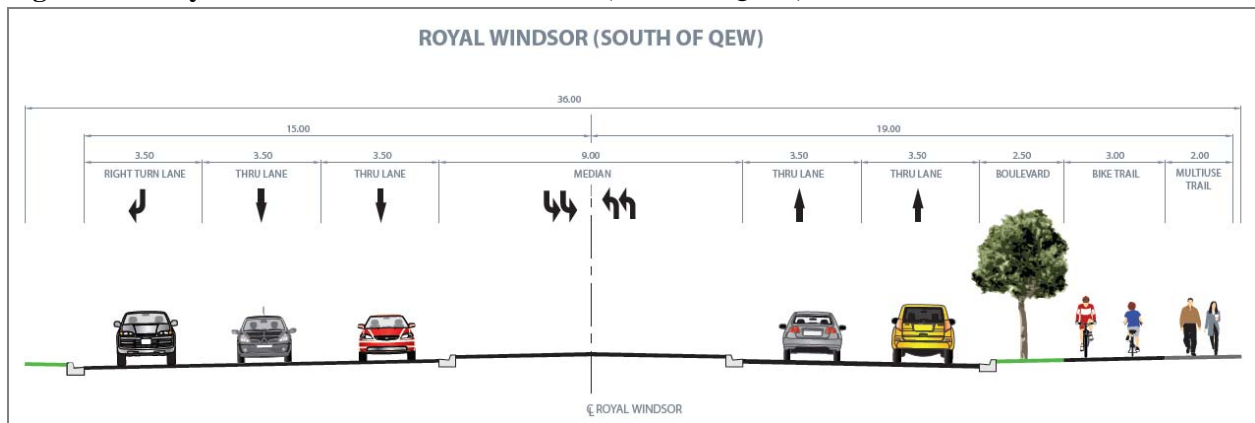 ROYAL WINDSOR (SOUTH OF QEW)
36.00
15.00 19.00
3.50 3.50 3.50 9.00 3.50 3.50 2.50 3.00 2.00
RIGHT TURN LANE THRU LANE THRU LANE MEDIAN THRU LANE THRU LANE BOULEVARD BIKE TRAIL MULTIUSE
TRAIL
℄ ROYAL WINDSOR